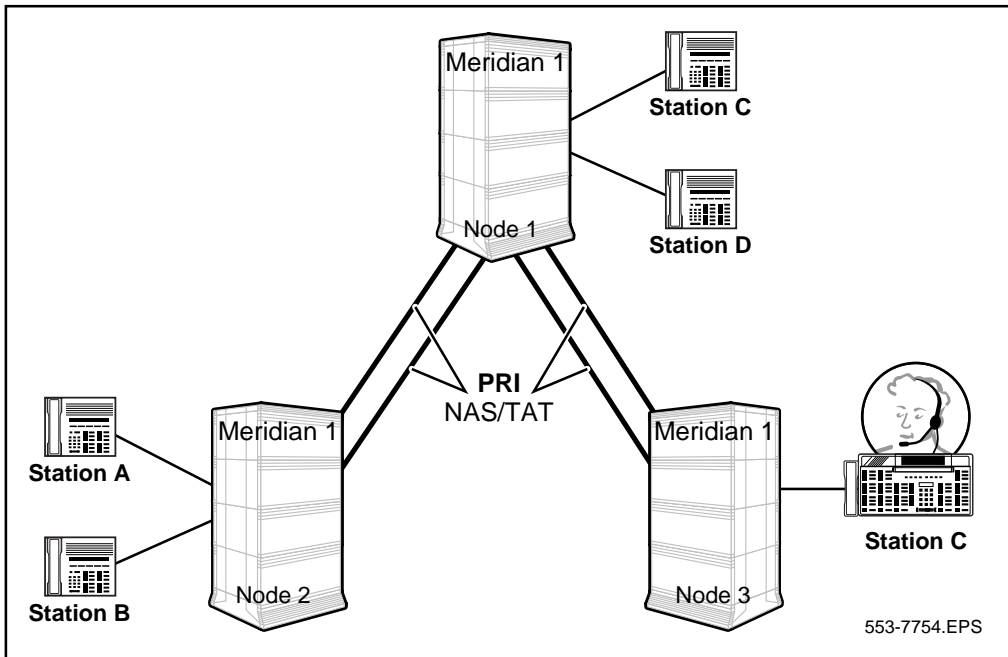 Meridian 1
Node 1
Station C
Station D
PRI
NAS/TAT
Station A
Station B
Meridian 1
Node 2
Meridian 1
Node 3
Station C
553-7754.EPS